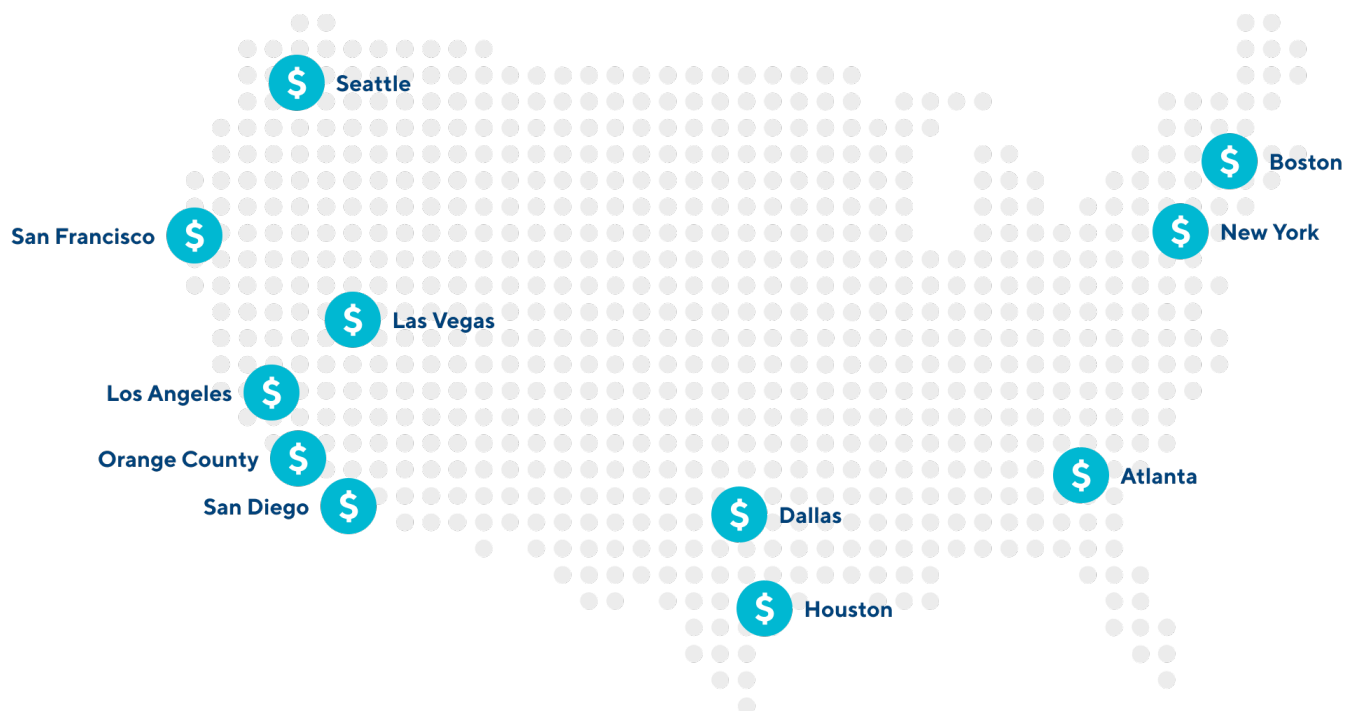 $ Seattle
$ Boston
San Francisco $
$ New York
$ Las Vegas
Los Angeles $
Orange County $
$ Atlanta
San Diego $
$ Dallas
$ Houston